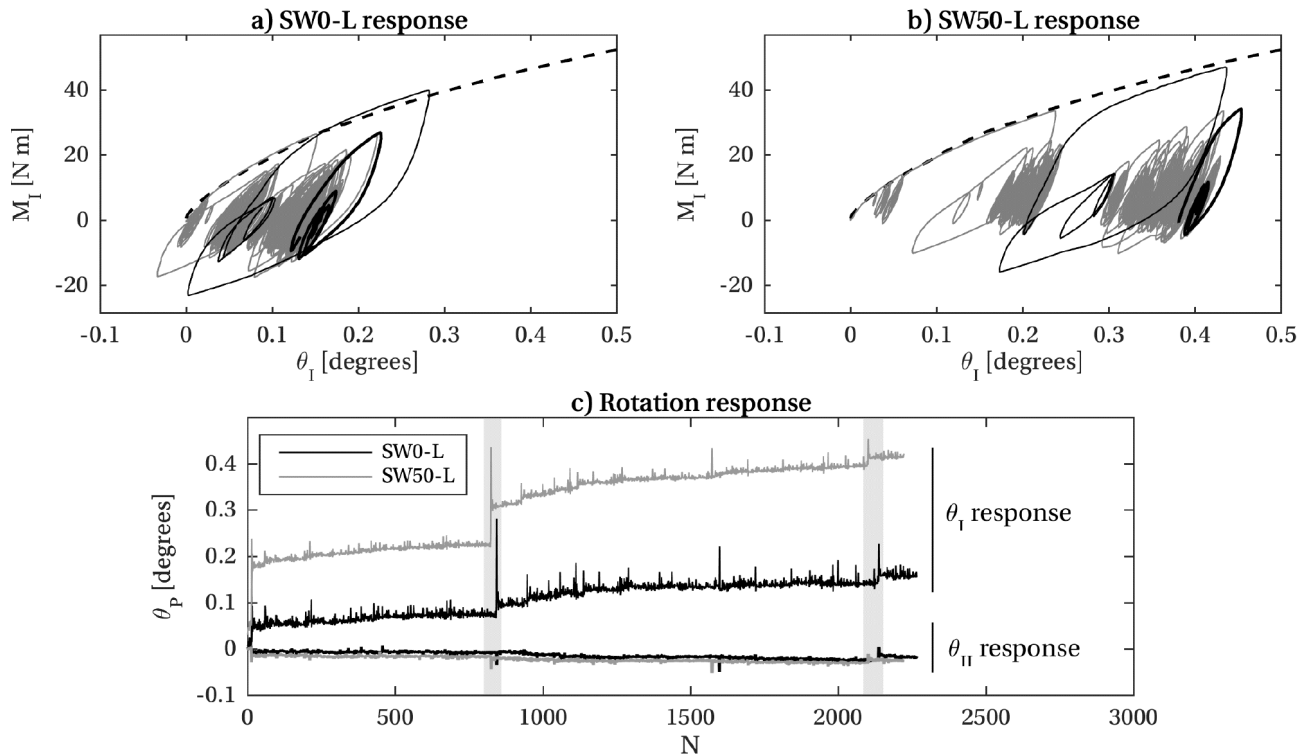 a) SW0-L response
M_I [N m]
40
20
0
-20
-0.1 0 0.1 0.2 0.3 0.4 0.5
θ_I [degrees]
b) SW50-L response
M_I [N m]
40
20
0
-20
-0.1 0 0.1 0.2 0.3 0.4 0.5
θ_I [degrees]
c) Rotation response
θ_P [degrees]
0.4
0.3
0.2
0.1
0
-0.1
SW0-L
SW50-L
θ_I response
θ_II response
0 500 1000 1500 2000 2500 3000
N